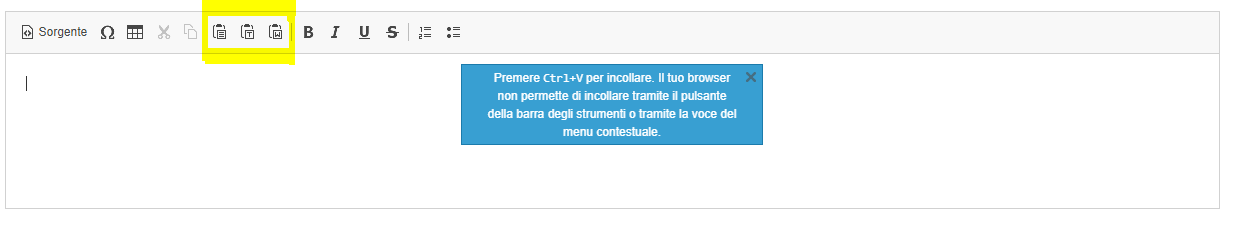 Sorgente Ω B I U S
Premere Ctrl+V per incollare. Il tuo browser
non permette di incollare tramite il pulsante
della barra degli strumenti o tramite la voce del
menu contestuale.